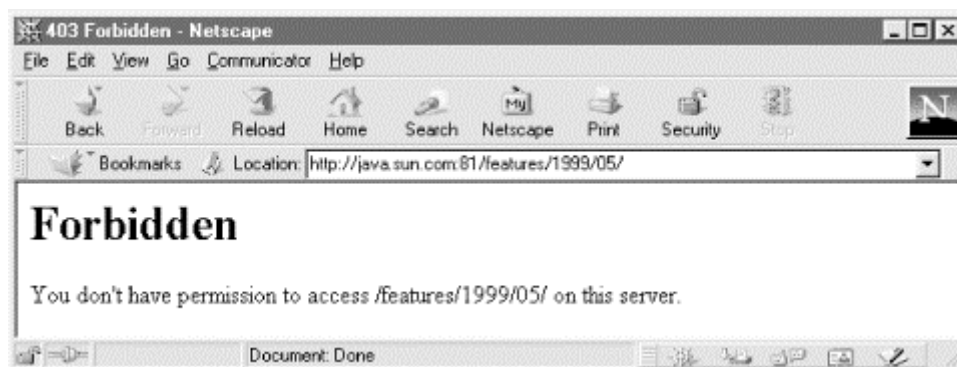 403 Forbidden - Netscape
File Edit View Go Communicator Help
Back Forward Reload Home Search Netscape Print Security Stop
My
N
Bookmarks Location: http://java.sun.com:81/features/1999/05/
Forbidden
You don't have permission to access /features/1999/05/ on this server.
Document: Done